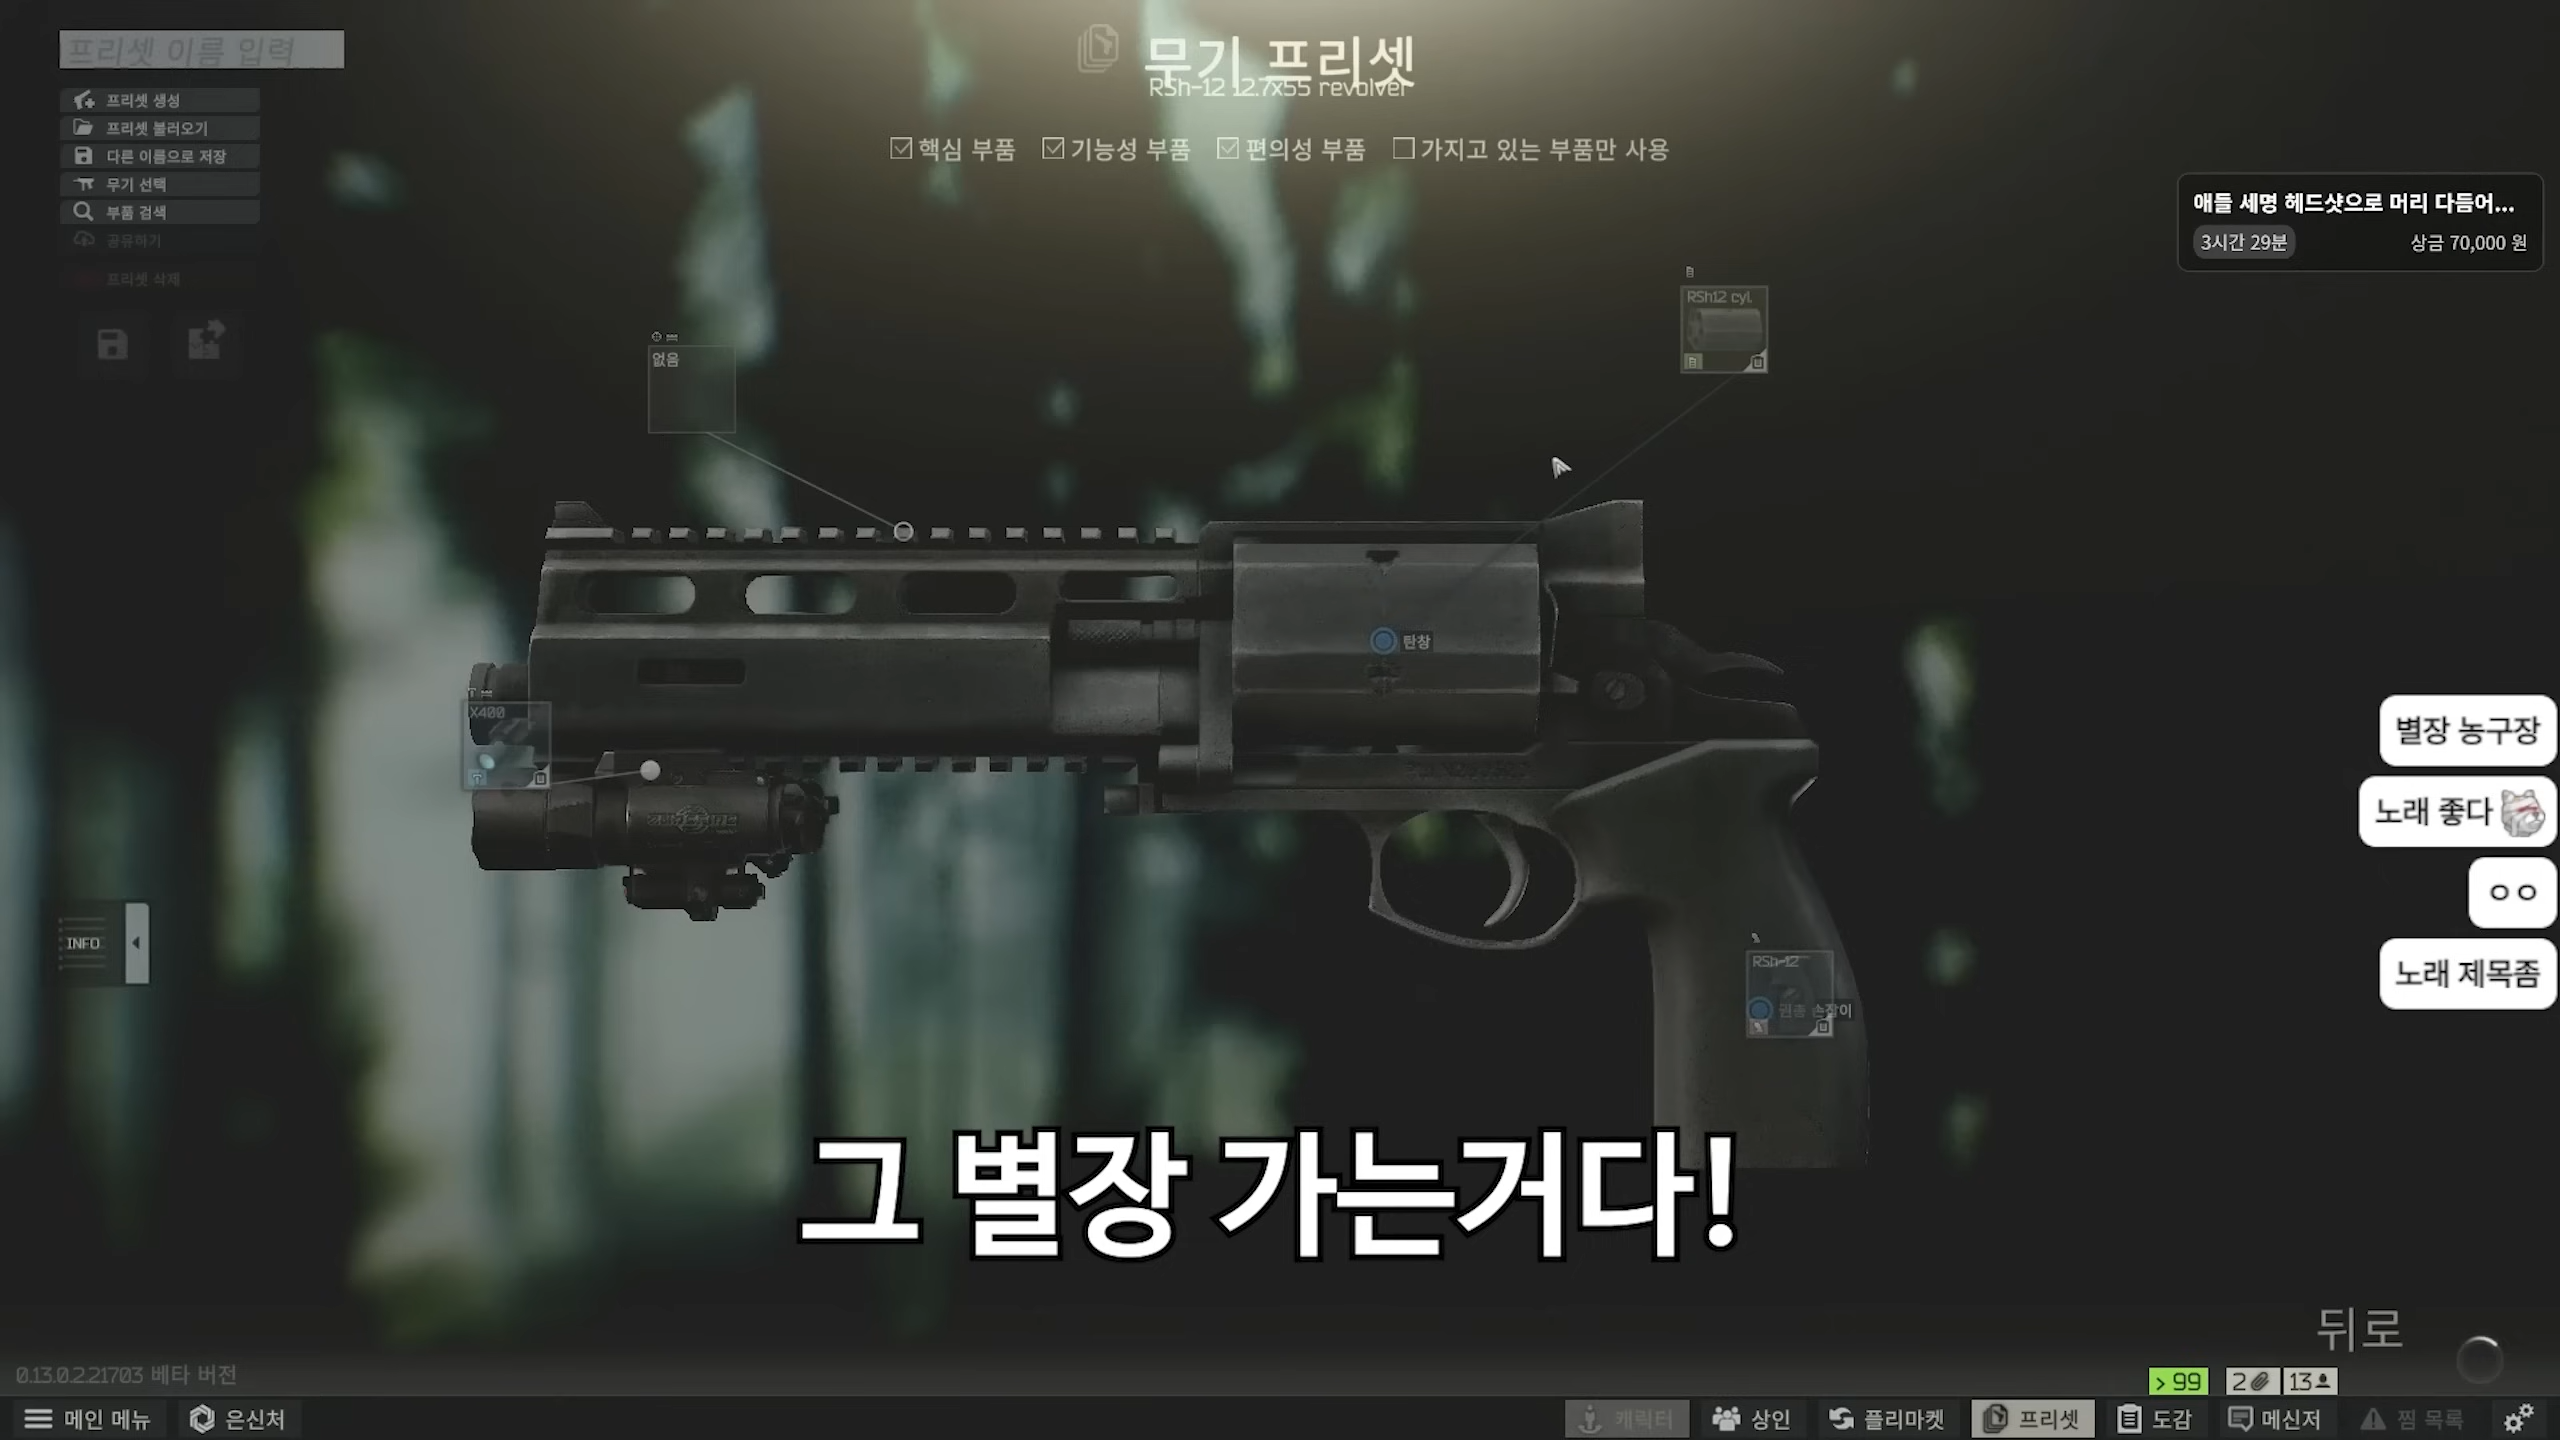 프리셋 이름 입력
무기 프리셋
RSh-12 12.7x55 revolver
프리셋 생성
프리셋 불러오기
다른 이름으로 저장
무기 선택
부품 검색
공유하기
프리셋 삭제
핵심 부품 기능성 부품 편의성 부품 가지고 있는 부품만 사용
애들 세명 헤드샷으로 머리 다듬어...
3시간 29분 상금 70,000 원
RSh12 cyl.
없음
탄창
X400
별장 농구장
노래 좋다
ㅇㅇ
노래 제목좀
INFO
RSh-12
권총 손잡이
그 별장 가는거다!
뒤로
0.13.0.2.21703 베타 버전
> 99 2 13
메인 메뉴 은신처 캐릭터 상인 플리마켓 프리셋 도감 메신저 찜 목록